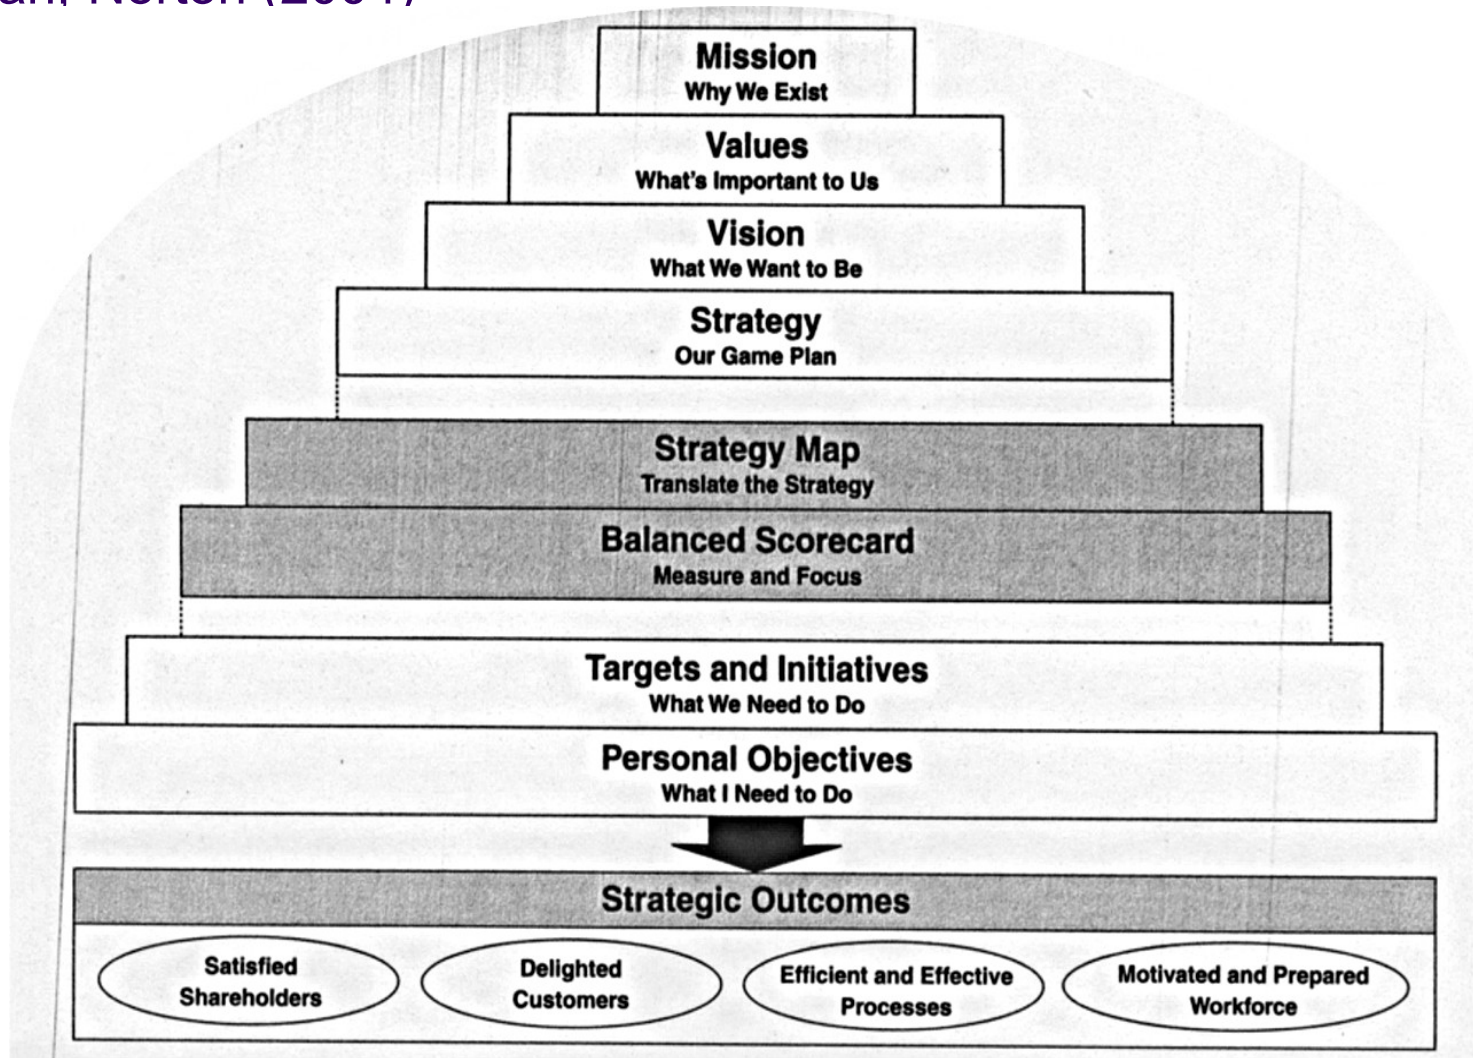 Norton (2004)
Mission
Why We Exist
Values
What's Important to Us
Vision
What We Want to Be
Strategy
Our Game Plan
Strategy Map
Translate the Strategy
Balanced Scorecard
Measure and Focus
Targets and Initiatives
What We Need to Do
Personal Objectives
What I Need to Do
Strategic Outcomes
Satisfied
Shareholders
Delighted
Customers
Efficient and Effective
Processes
Motivated and Prepared
Workforce